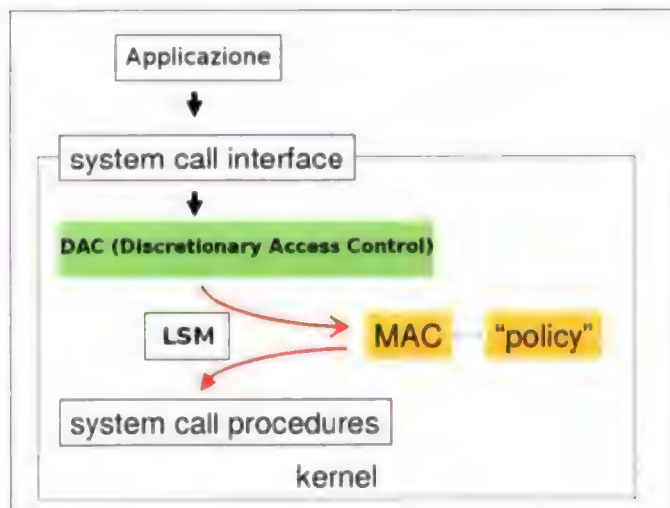 Applicazione
system call interface
DAC (Discretionary Access Control)
LSM
MAC
"policy"
system call procedures
kernel